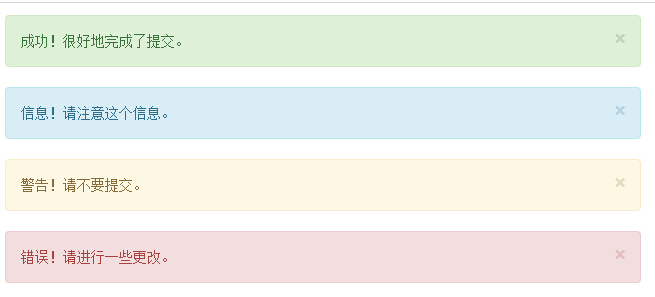 成功！很好地完成了提交。
×
信息！请注意这个信息。
×
警告！请不要提交。
×
错误！请进行一些更改。
×